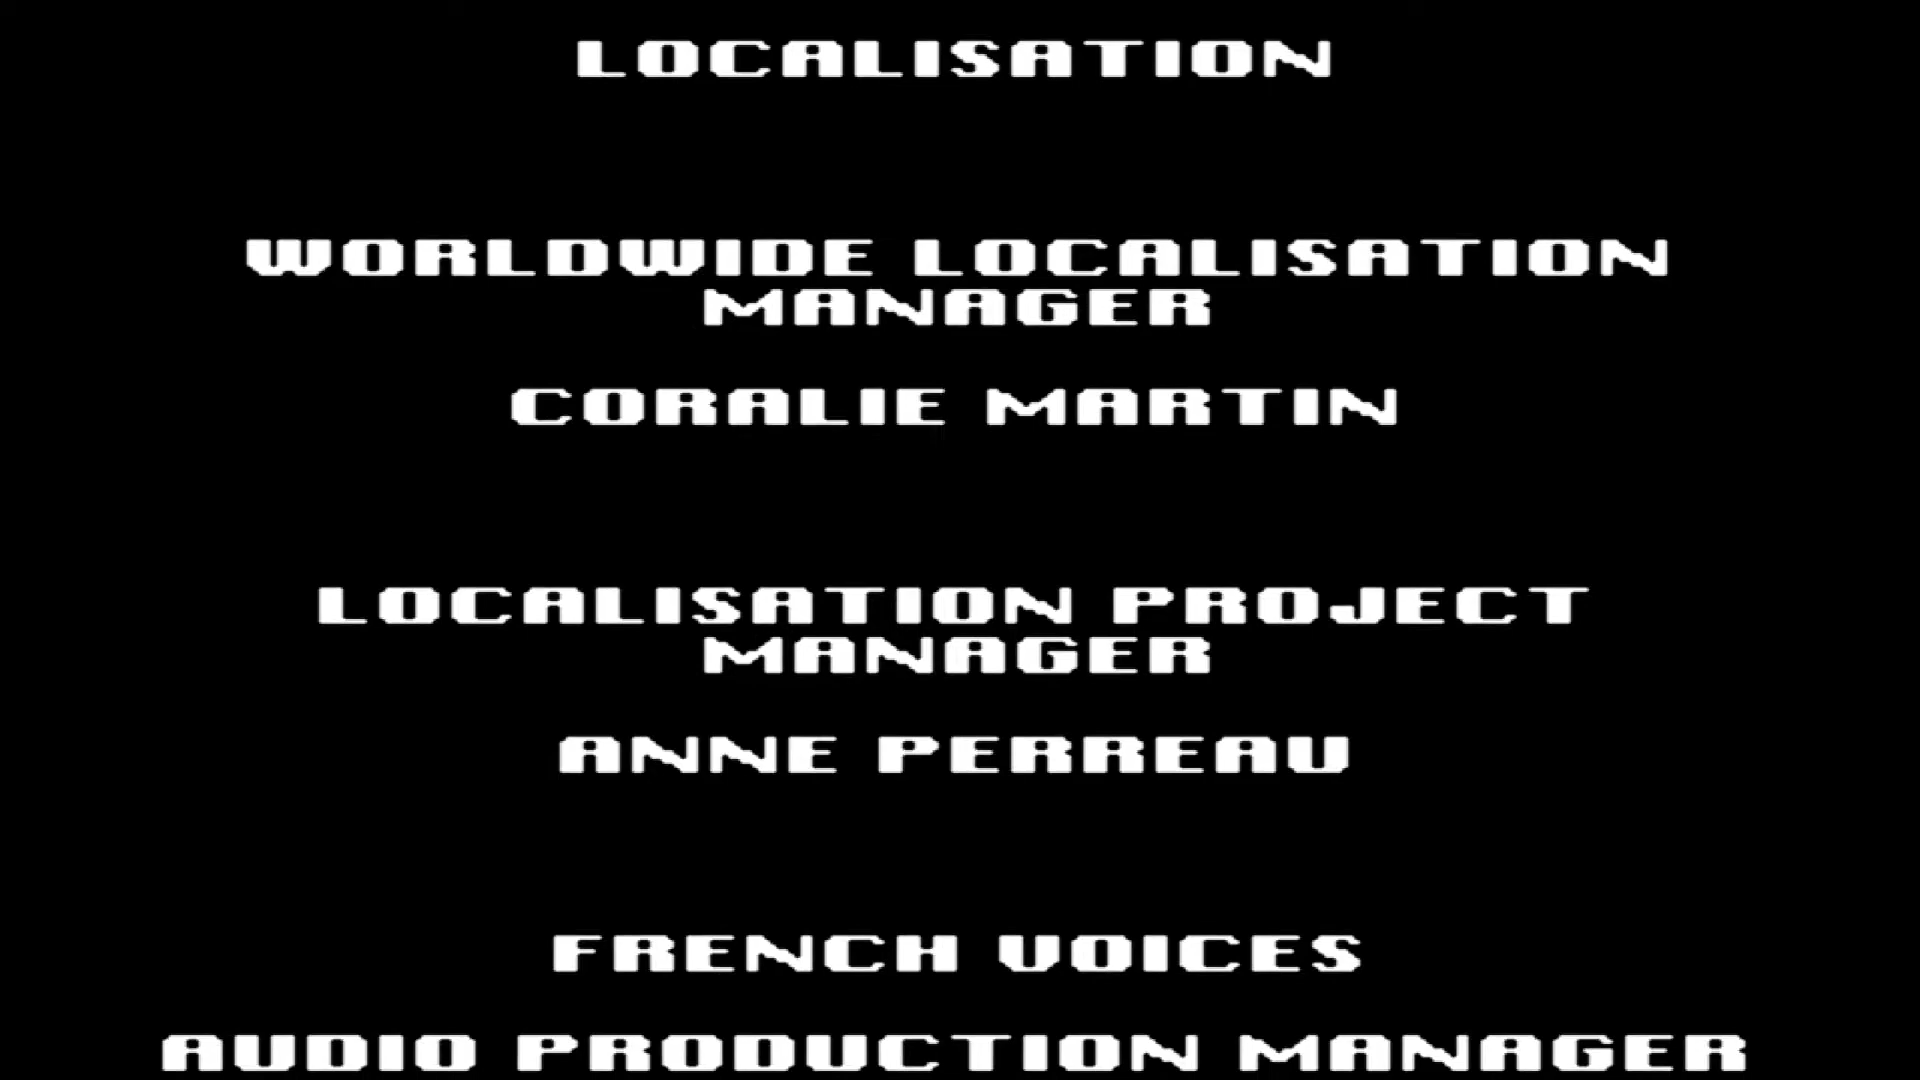 LOCALISATION
WORLDWIDE LOCALISATION
MANAGER
CORALIE MARTIN
LOCALISATION PROJECT
MANAGER
ANNE PERREAU
FRENCH VOICES
AUDIO PRODUCTION MANAGER